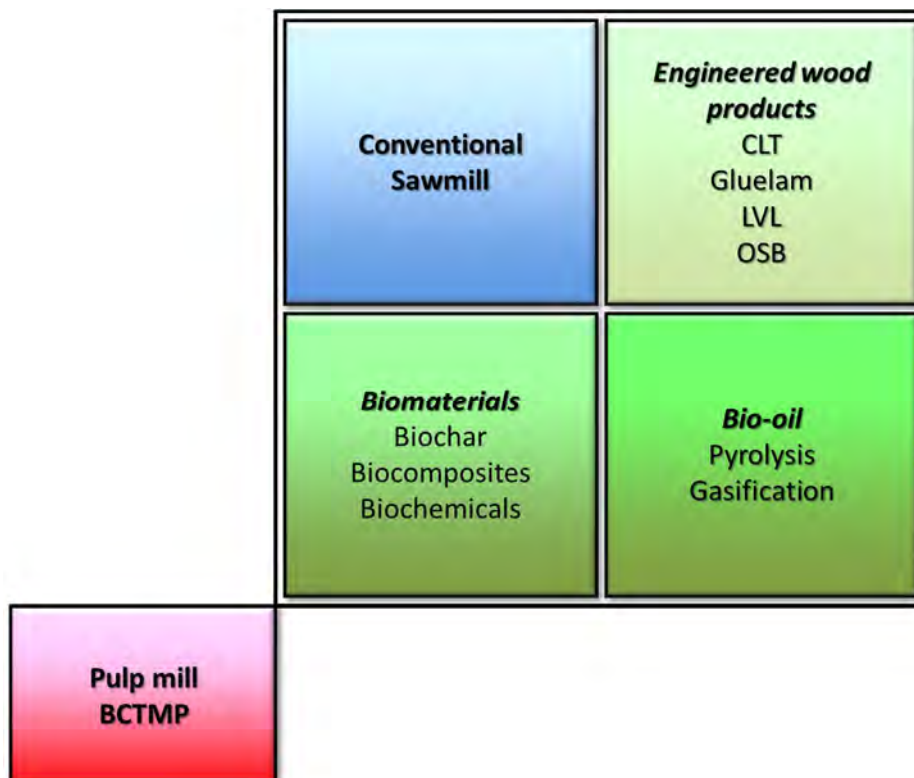 Conventional
Sawmill
Engineered wood
products
CLT
Gluelam
LVL
OSB
Biomaterials
Biochar
Biocomposites
Biochemicals
Bio-oil
Pyrolysis
Gasification
Pulp mill
BCTMP